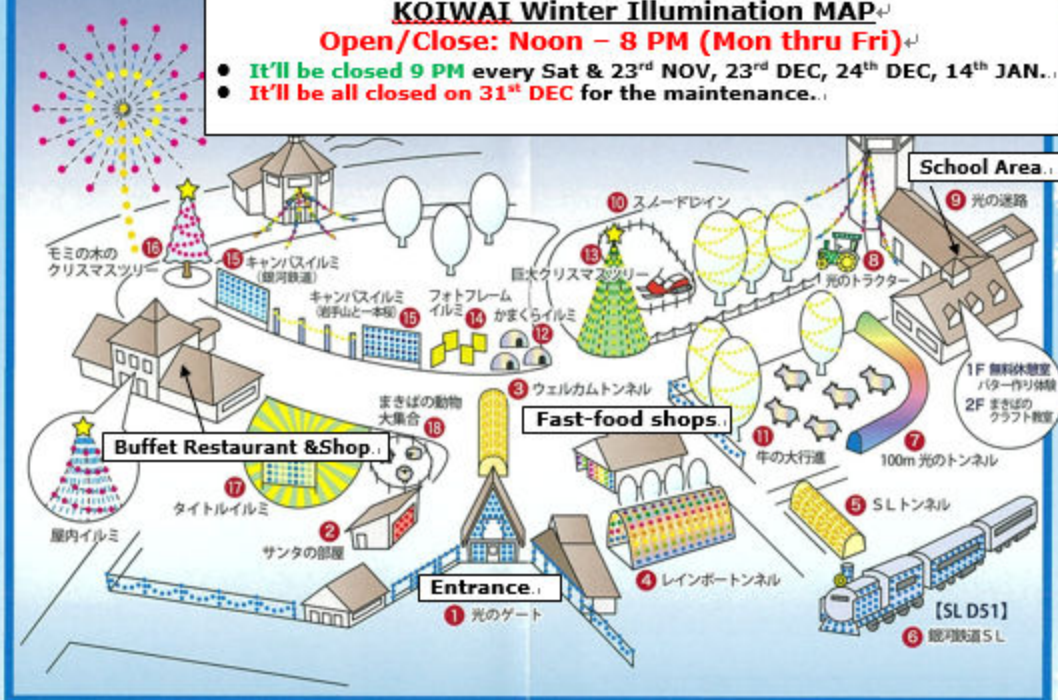 KOIWAI Winter Illumination MAP
Open/Close: Noon – 8 PM (Mon thru Fri)
● It’ll be closed 9 PM every Sat & 23rd NOV, 23rd DEC, 24th DEC, 14th JAN.
● It’ll be all closed on 31st DEC for the maintenance.
School Area
⑨ 光の迷路
⑩ スノートレイン
⑬
巨大クリスマスツリー
⑧
光のトラクター
⑯
モミの木の
クリスマスツリー
⑮ キャンバスイルミ
(銀河鉄道)
キャンバスイルミ
(岩手山と一本桜) ⑮
フォトフレーム
イルミ ⑭
かまくらイルミ
⑫
③ ウェルカムトンネル
Fast-food shops
1F 無料休憩室
バター作り体験
2F まきばの
クラフト教室
まきばの動物
大集合 ⑱
Buffet Restaurant &Shop
⑪
牛の大行進
⑦
100m 光のトンネル
⑰
タイトルイルミ
⑤ SLトンネル
屋内イルミ
②
サンタの部屋
④ レインボートンネル
Entrance
① 光のゲート
【SL D51】
⑥ 銀河鉄道SL